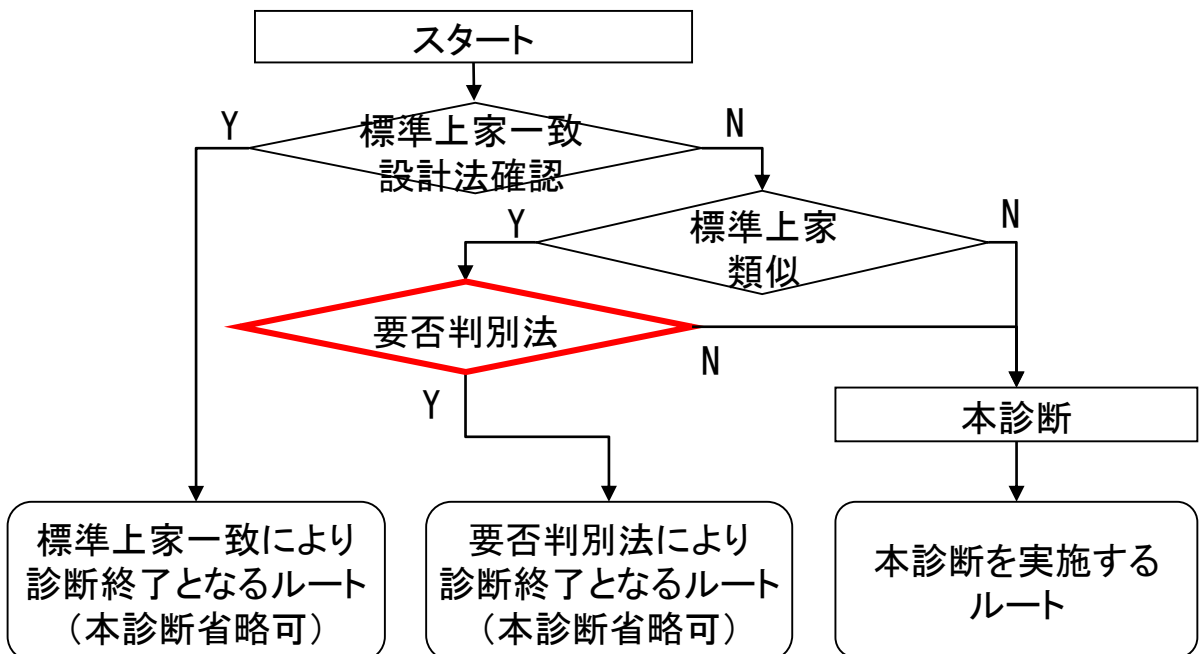 スタート
Y
標準上家一致
設計法確認
N
Y
標準上家
類似
N
要否判別法
N
Y
本診断
標準上家一致により
診断終了となるルート
（本診断省略可）
要否判別法により
診断終了となるルート
（本診断省略可）
本診断を実施する
ルート